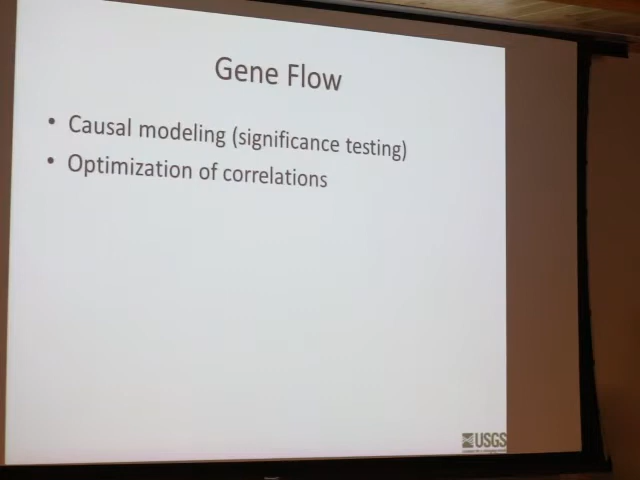 Gene Flow
• Causal modeling (significance testing)
• Optimization of correlations
USGS